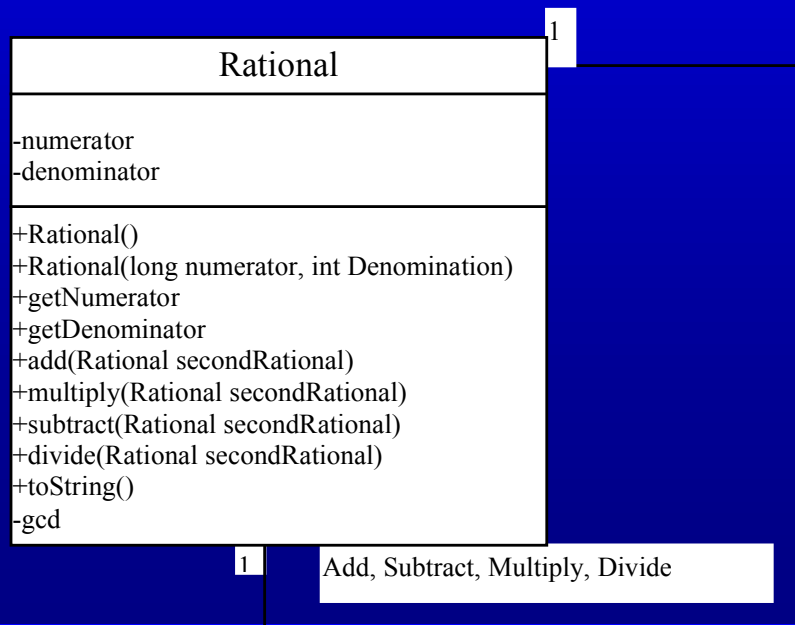 1
Rational
-numerator
-denominator
+Rational()
+Rational(long numerator, int Denomination)
+getNumerator
+getDenominator
+add(Rational secondRational)
+multiply(Rational secondRational)
+subtract(Rational secondRational)
+divide(Rational secondRational)
+toString()
-gcd
1
Add, Subtract, Multiply, Divide